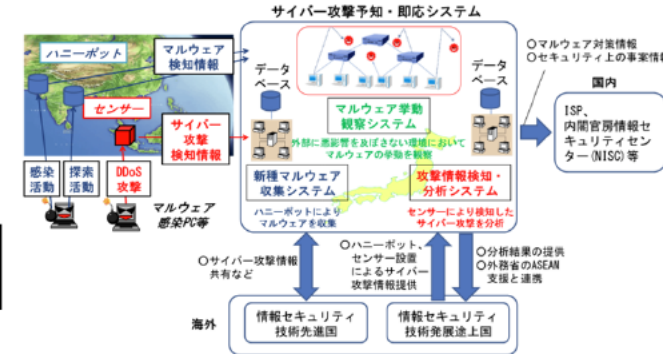 サイバー攻撃予知・即応システム
ハニーポット
マルウェア
検知情報
センサー
サイバー
攻撃
検知情報
感染
活動
探索
活動
DDoS
攻撃
マルウェア
感染PC等
データ
ベース
マルウェア挙動
観察システム
外部に悪影響を及ぼさない環境において
マルウェアの挙動を観察
新種マルウェア
収集システム
ハニーポットにより
マルウェアを収集
データ
ベース
攻撃情報検知・
分析システム
センサーにより検知した
サイバー攻撃を分析
○マルウェア対策情報
○セキュリティ上の事案情報
国内
ISP、
内閣官房情報セ
キュリティセン
ター(NISC)等
○サイバー攻撃情報
共有など
○ハニーポット、
センサー設置
によるサイバー
攻撃情報提供
○分析結果の提供
○外務省のASEAN
支援と連携
海外
情報セキュリティ
技術先進国
情報セキュリティ
技術発展途上国